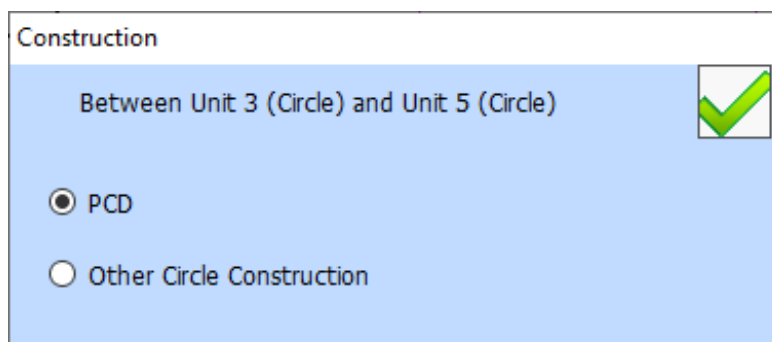 Construction
Between Unit 3 (Circle) and Unit 5 (Circle)
PCD
Other Circle Construction